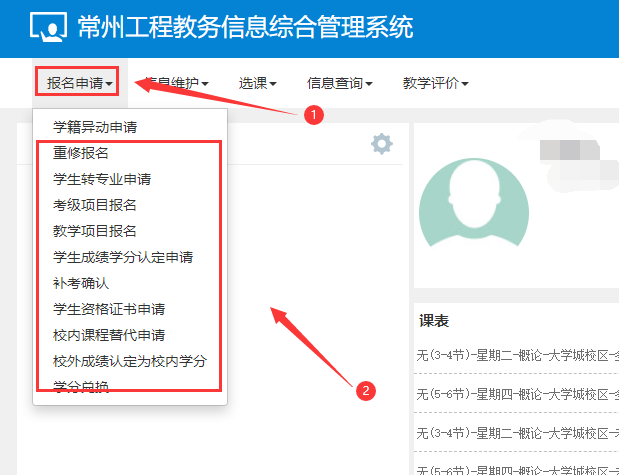 常州工程教务信息综合管理系统
报名申请 信息维护 选课 信息查询 教学评价
1
学籍异动申请
重修报名
学生转专业申请
考级项目报名
教学项目报名
学生成绩学分认定申请
补考确认
学生资格证书申请
校内课程替代申请
校外成绩认定为校内学分
学分兑换
2
课表
无(3-4节)-星期二-概论-大学城校区-
无(5-6节)-星期四-概论-大学城校区-
无(3-4节)-星期二-概论-大学城校区-
无(5-6节)-星期四-概论-大学城校区-